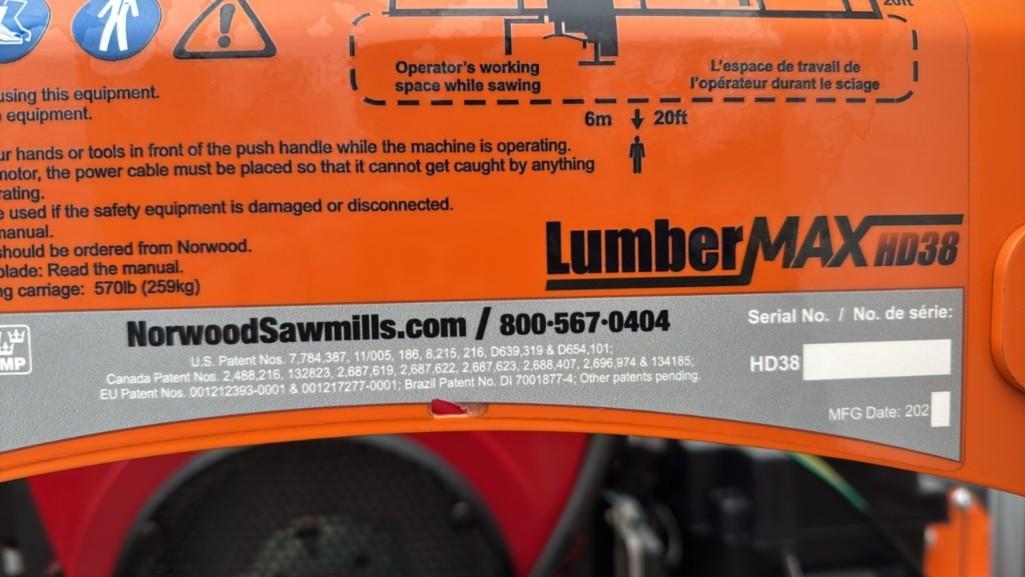 20ft
Operator's working
space while sawing
L'espace de travail de
l'opérateur durant le sciage
6m 20ft
using this equipment.
equipment.
ur hands or tools in front of the push handle while the machine is operating.
motor, the power cable must be placed so that it cannot get caught by anything
rating.
e used if the safety equipment is damaged or disconnected.
manual.
should be ordered from Norwood.
blade: Read the manual.
ng carriage: 570lb (259kg)
LumberMAX HD38
NorwoodSawmills.com / 800·567·0404
U.S. Patent Nos. 7,784,387, 11/005, 186, 8,215, 216, D639,319 & D654,101;
Canada Patent Nos. 2,488,216, 132823, 2,687,619, 2,687,622, 2,687,623, 2,688,407, 2,696,974 & 134185;
EU Patent Nos. 001212393-0001 & 001217277-0001; Brazil Patent No. DI 7001877-4; Other patents pending.
MP
Serial No. / No. de série:
HD38
MFG Date: 202